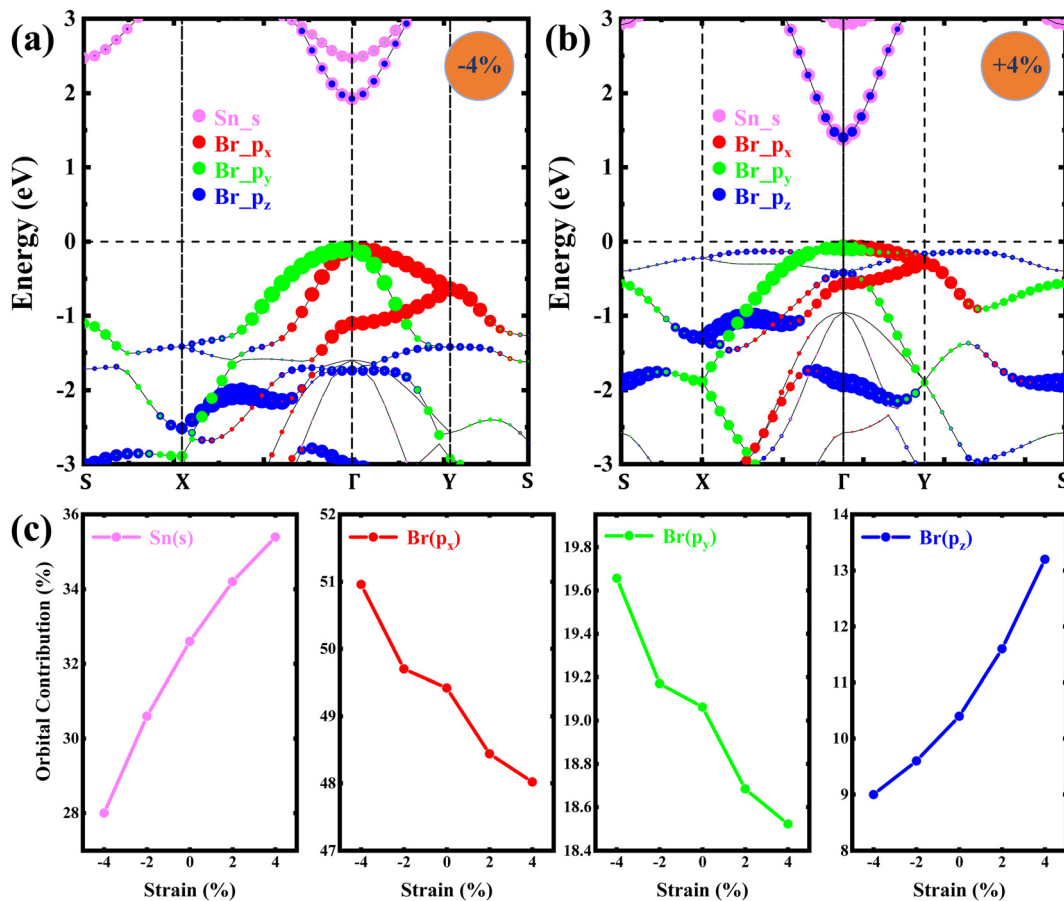 (a)
-4%
Energy (eV)
3
2
1
0
-1
-2
-3
Sn_s
Br_px
Br_py
Br_pz
S X Γ Y S
(b)
+4%
Energy (eV)
3
2
1
0
-1
-2
-3
Sn_s
Br_px
Br_py
Br_pz
S X Γ Y S
(c)
Orbital Contribution (%)
36
34
32
30
28
Sn(s)
-4 -2 0 2 4
Strain (%)
52
51
50
49
48
47
Br(px)
-4 -2 0 2 4
Strain (%)
19.8
19.6
19.4
19.2
19.0
18.8
18.6
18.4
Br(py)
-4 -2 0 2 4
Strain (%)
14
13
12
11
10
9
8
Br(pz)
-4 -2 0 2 4
Strain (%)